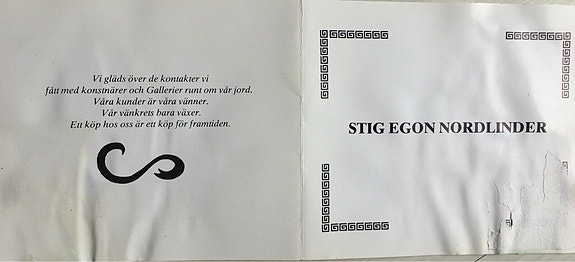 Vi gläds över de kontakter vi
fått med konstnärer och Gallerier runt om vår jord.
Våra kunder är våra vänner.
Vår vänkrets bara växer.
Ett köp hos oss är ett köp för framtiden.
STIG EGON NORDLINDER